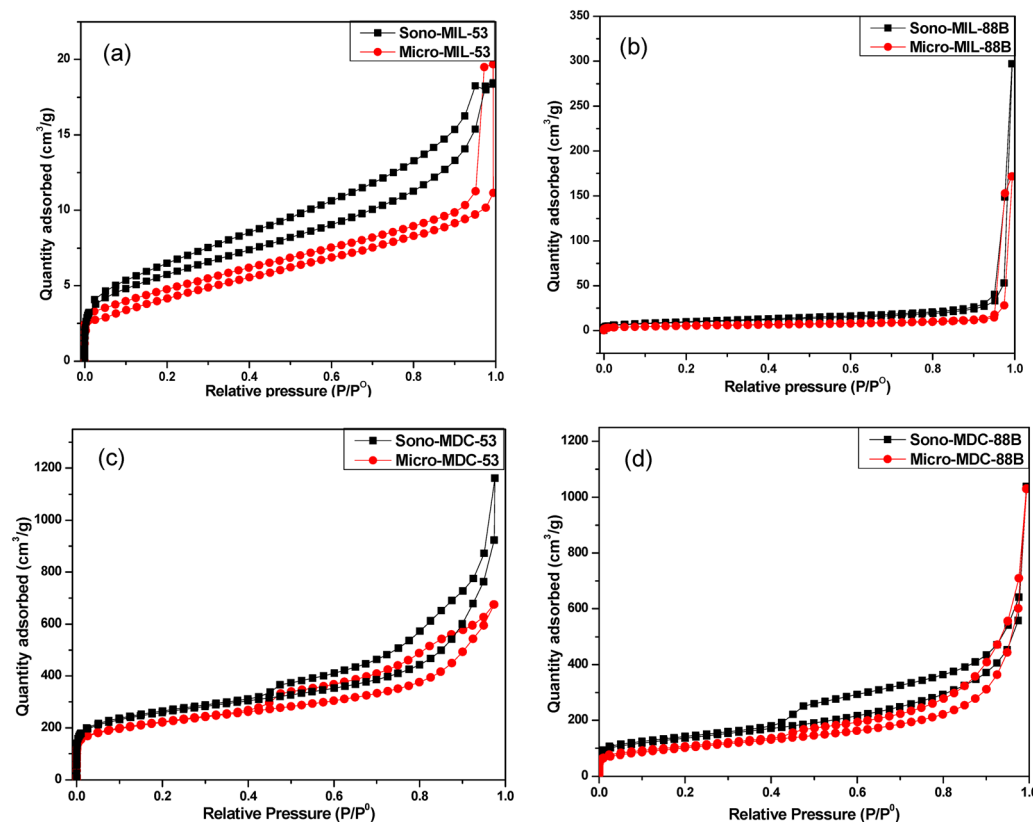 (a)
Sono-MIL-53
Micro-MIL-53
Quantity adsorbed (cm³/g)
20
15
10
5
0
0.0 0.2 0.4 0.6 0.8 1.0
Relative pressure (P/P⁰)
(b)
Sono-MIL-88B
Micro-MIL-88B
Quantity adsorbed (cm³/g)
350
300
250
200
150
100
50
0
0.0 0.2 0.4 0.6 0.8 1.0
Relative pressure (P/P⁰)
(c)
Sono-MDC-53
Micro-MDC-53
Quantity adsorbed (cm³/g)
1200
1000
800
600
400
200
0
0.0 0.2 0.4 0.6 0.8 1.0
Relative Pressure (P/P⁰)
(d)
Sono-MDC-88B
Micro-MDC-88B
Quantity adsorbed (cm³/g)
1200
1000
800
600
400
200
0
0.0 0.2 0.4 0.6 0.8 1.0
Relative Pressure (P/P⁰)